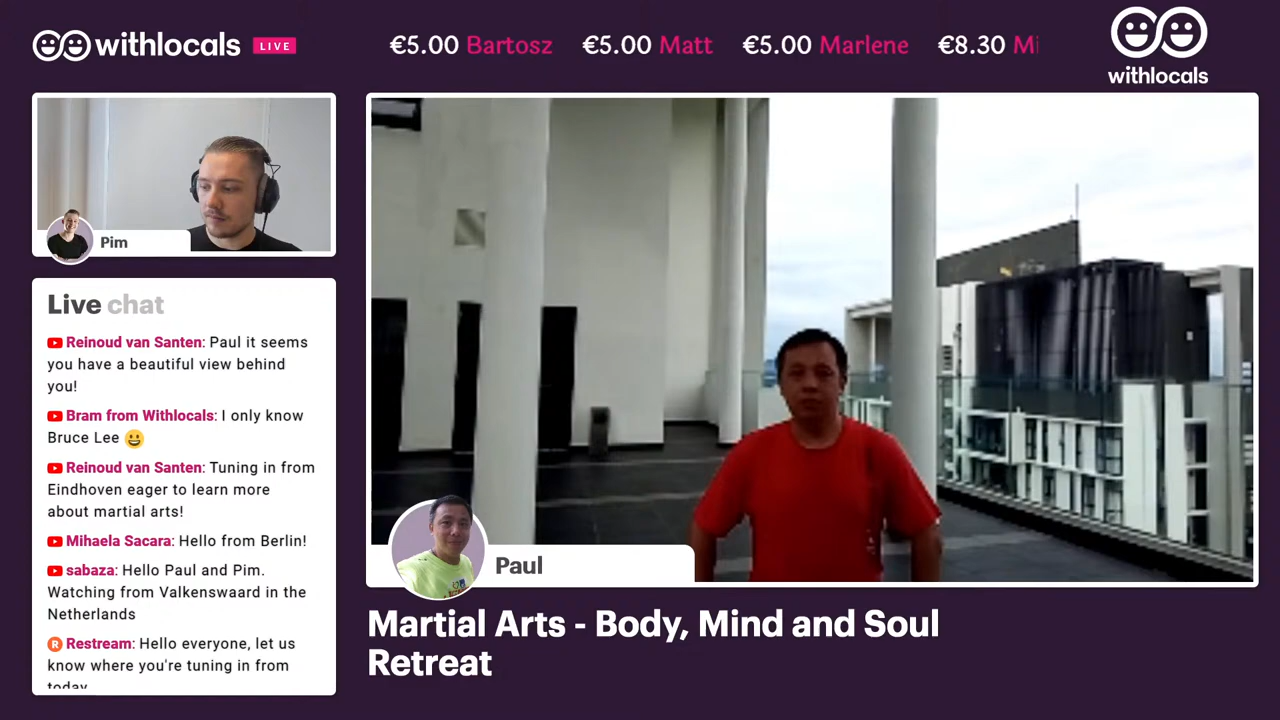 withlocals LIVE
€5.00 Bartosz €5.00 Matt €5.00 Marlene €8.30 Mi
withlocals
Pim
Live chat
Reinoud van Santen: Paul it seems
you have a beautiful view behind
you!
Bram from Withlocals: I only know
Bruce Lee 😀
Reinoud van Santen: Tuning in from
Eindhoven eager to learn more
about martial arts!
Mihaela Sacara: Hello from Berlin!
sabaza: Hello Paul and Pim.
Watching from Valkenswaard in the
Netherlands
R Restream: Hello everyone, let us
know where you're tuning in from
today
Paul
Martial Arts - Body, Mind and Soul
Retreat